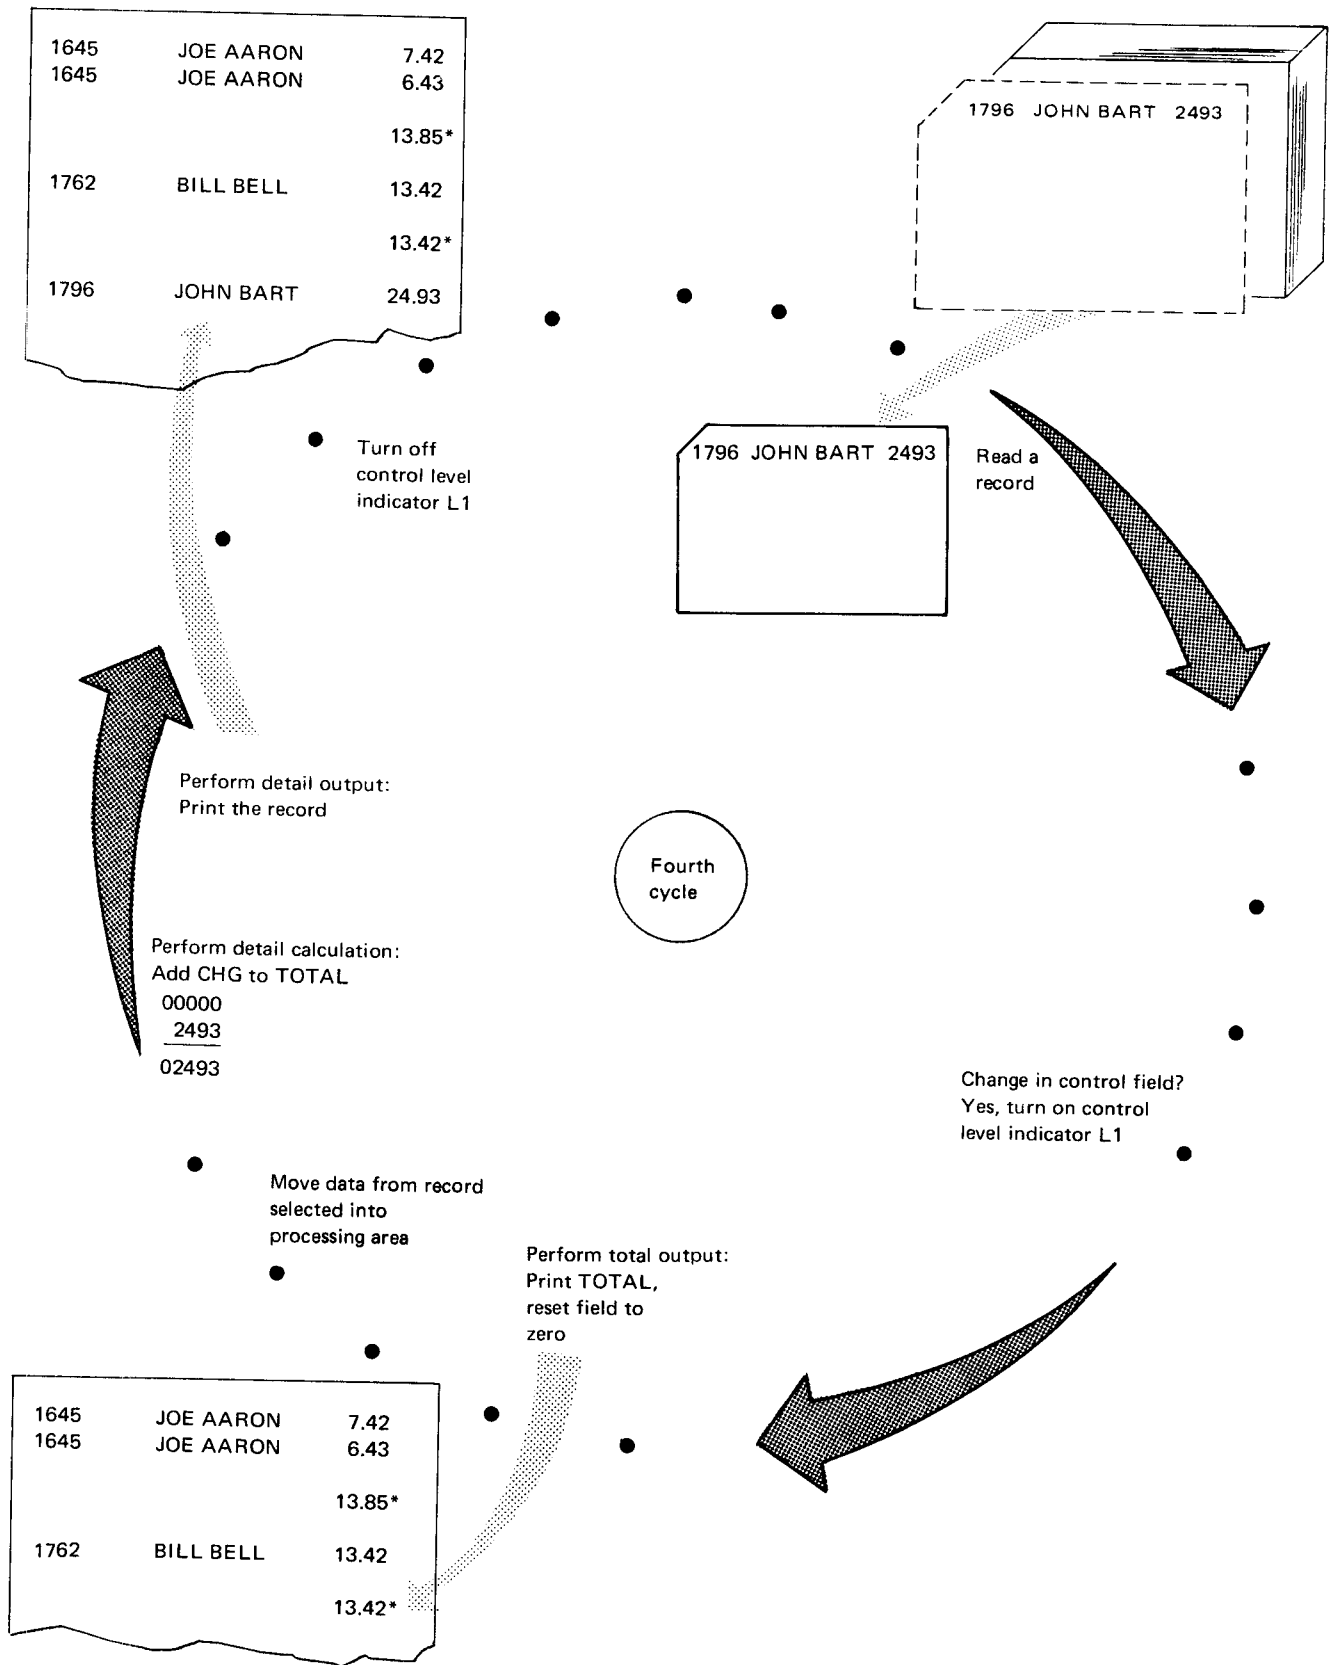 1645 JOE AARON 7.42
1645 JOE AARON 6.43
13.85*
1762 BILL BELL 13.42
13.42*
1796 JOHN BART 24.93
1796 JOHN BART 2493
1796 JOHN BART 2493
Read a
record
Turn off
control level
indicator L1
Perform detail output:
Print the record
Fourth
cycle
Perform detail calculation:
Add CHG to TOTAL
00000
2493
02493
Change in control field?
Yes, turn on control
level indicator L1
Move data from record
selected into
processing area
Perform total output:
Print TOTAL,
reset field to
zero
1645 JOE AARON 7.42
1645 JOE AARON 6.43
13.85*
1762 BILL BELL 13.42
13.42*